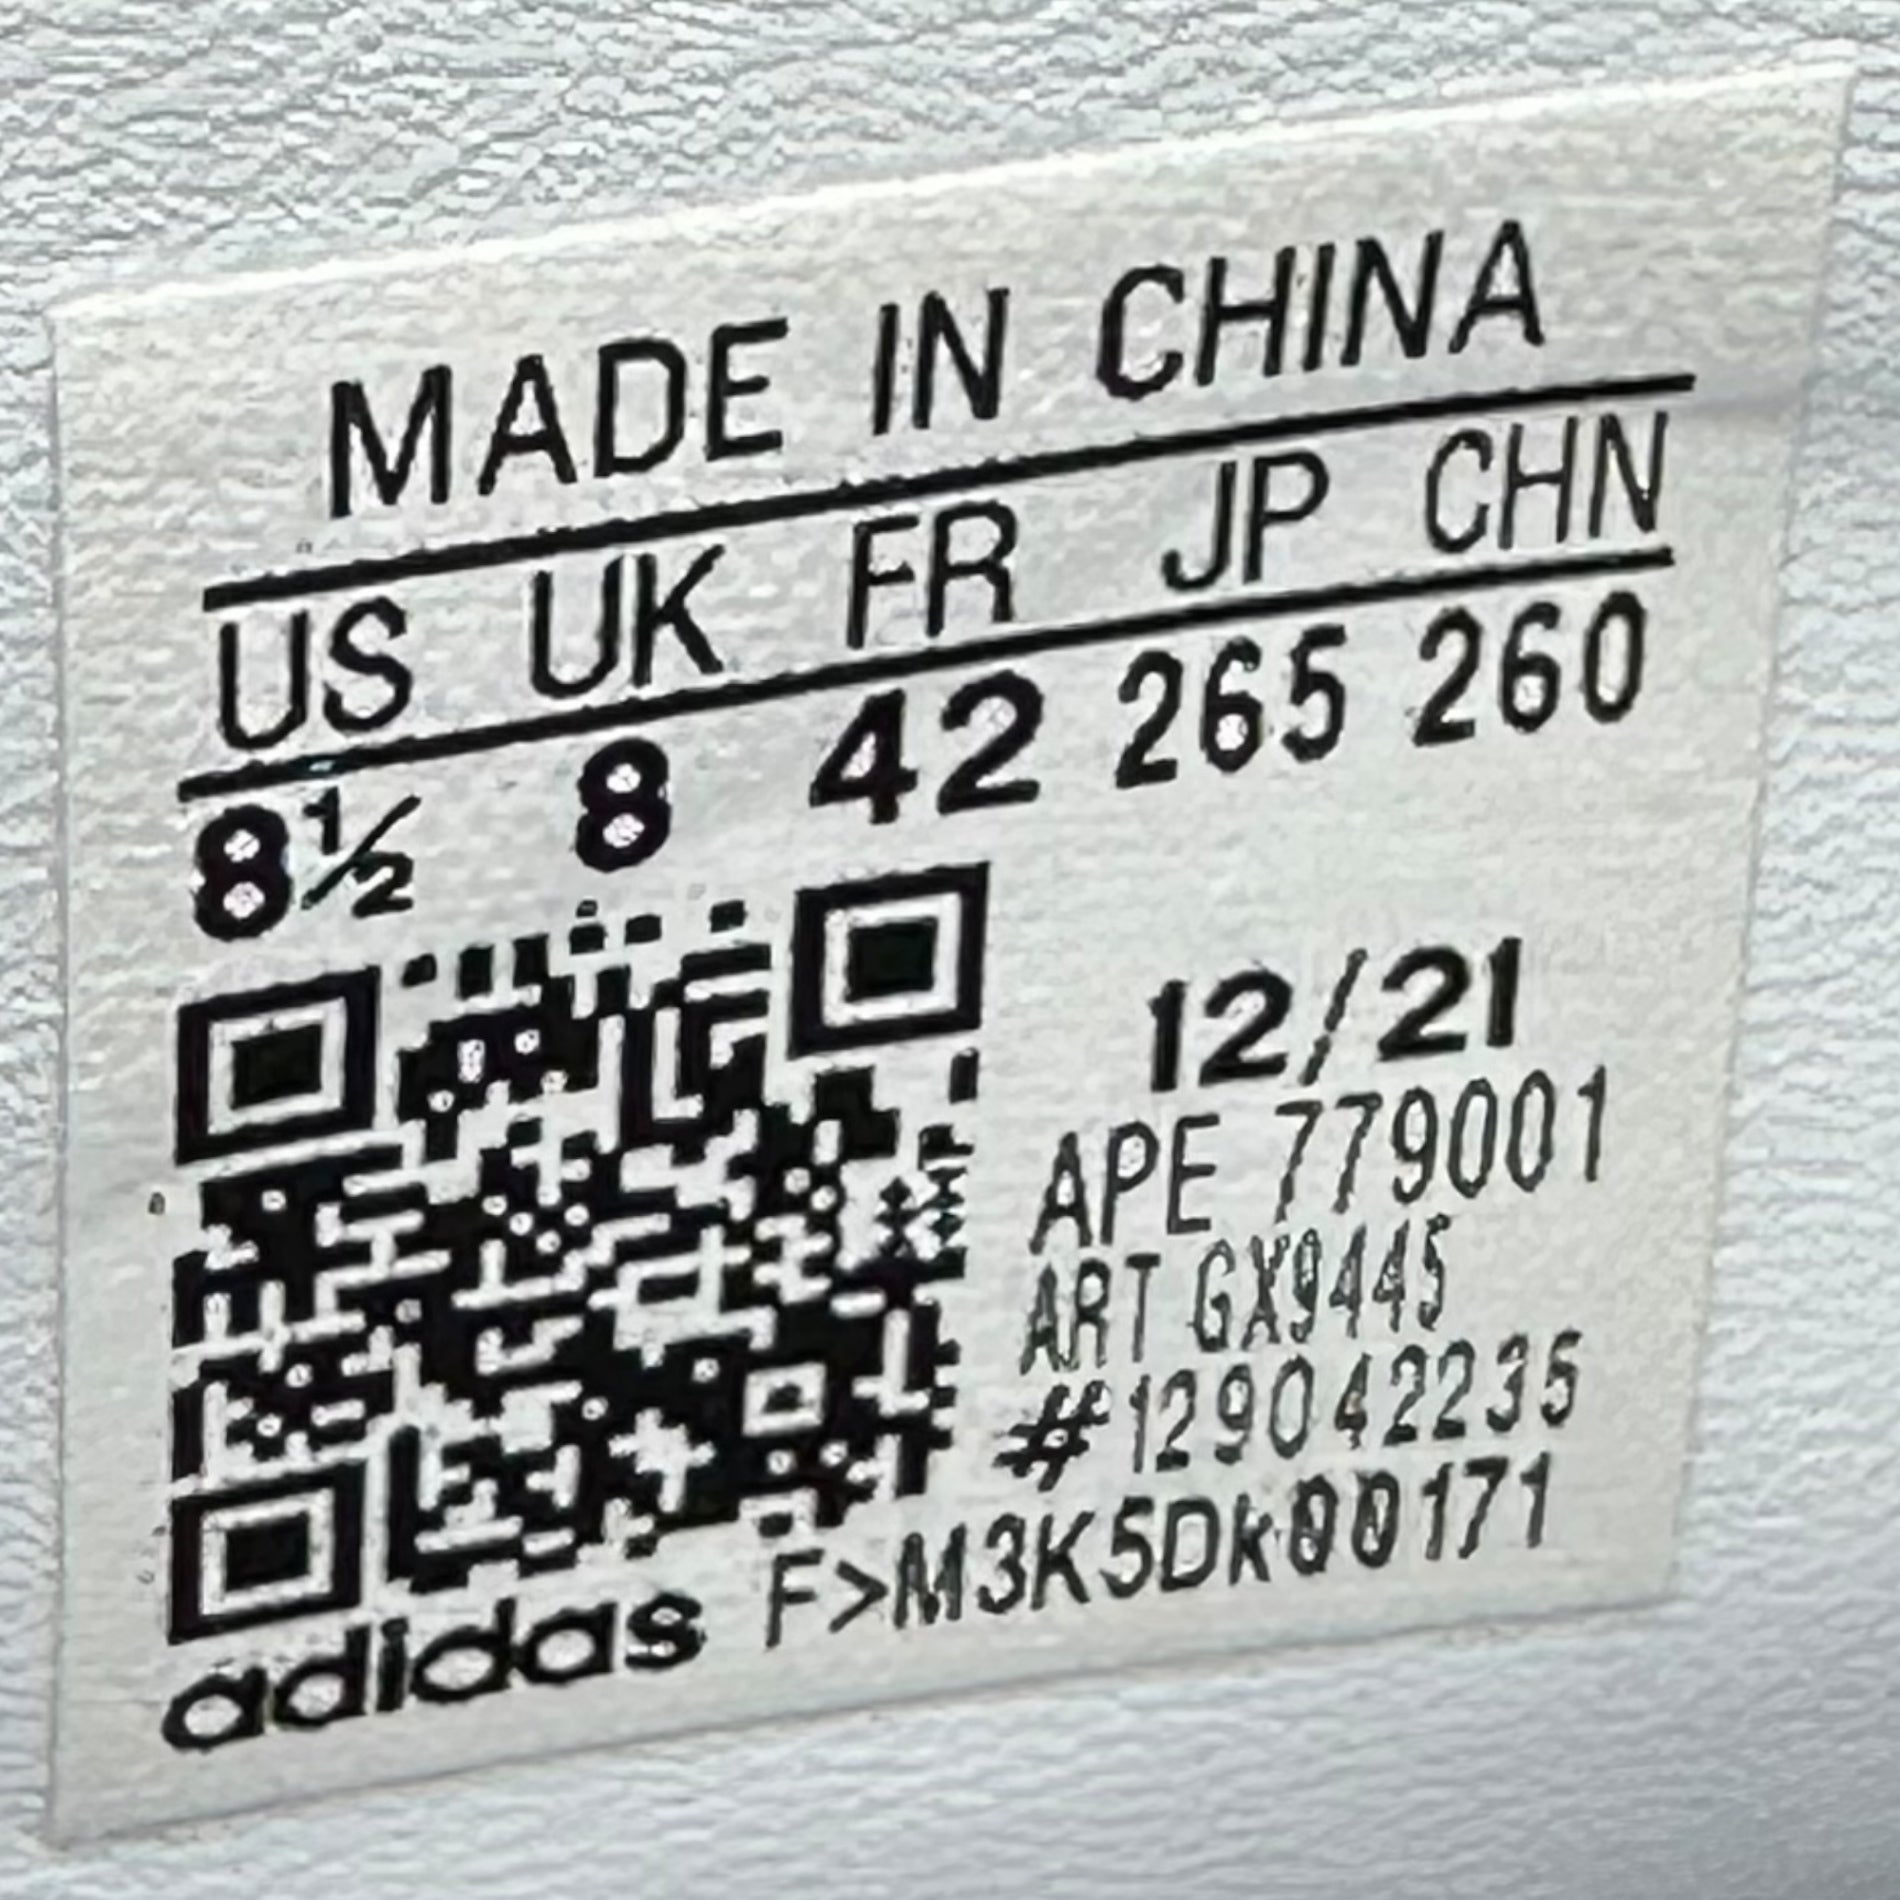 MADE IN CHINA
US UK FR JP CHN
8½ 8 42 265 260
12/21
APE 779001
ART GX9445
#129042235
F>M3K5Dk00171
adidas